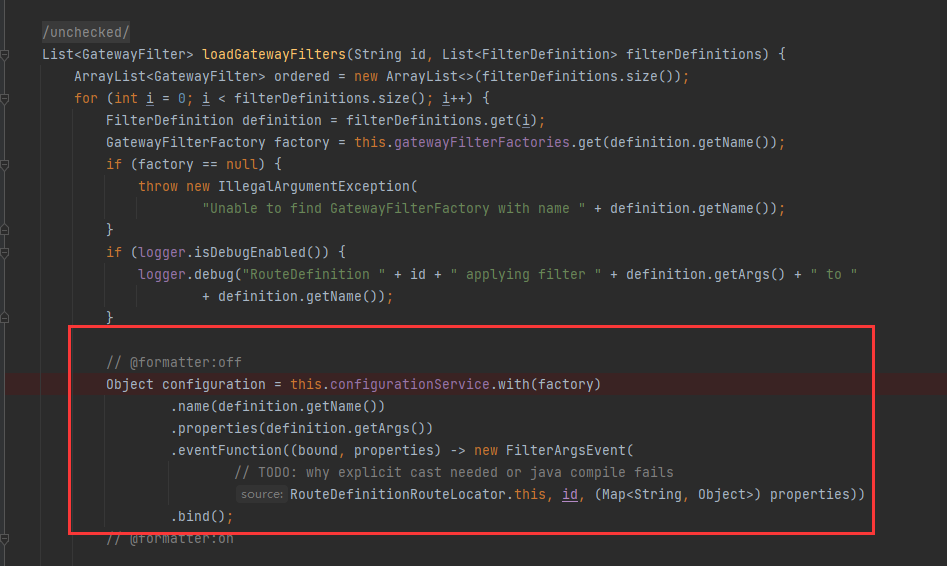 /unchecked/
List<GatewayFilter> loadGatewayFilters(String id, List<FilterDefinition> filterDefinitions) {
ArrayList<GatewayFilter> ordered = new ArrayList<>(filterDefinitions.size());
for (int i = 0; i < filterDefinitions.size(); i++) {
FilterDefinition definition = filterDefinitions.get(i);
GatewayFilterFactory factory = this.gatewayFilterFactories.get(definition.getName());
if (factory == null) {
throw new IllegalArgumentException(
"Unable to find GatewayFilterFactory with name " + definition.getName());
}
if (logger.isDebugEnabled()) {
logger.debug("RouteDefinition " + id + " applying filter " + definition.getArgs() + " to "
+ definition.getName());
}
// @formatter:off
Object configuration = this.configurationService.with(factory)
.name(definition.getName())
.properties(definition.getArgs())
.eventFunction((bound, properties) -> new FilterArgsEvent(
// TODO: why explicit cast needed or java compile fails
source: RouteDefinitionRouteLocator.this, id, (Map<String, Object>) properties))
.bind();
// @formatter:on